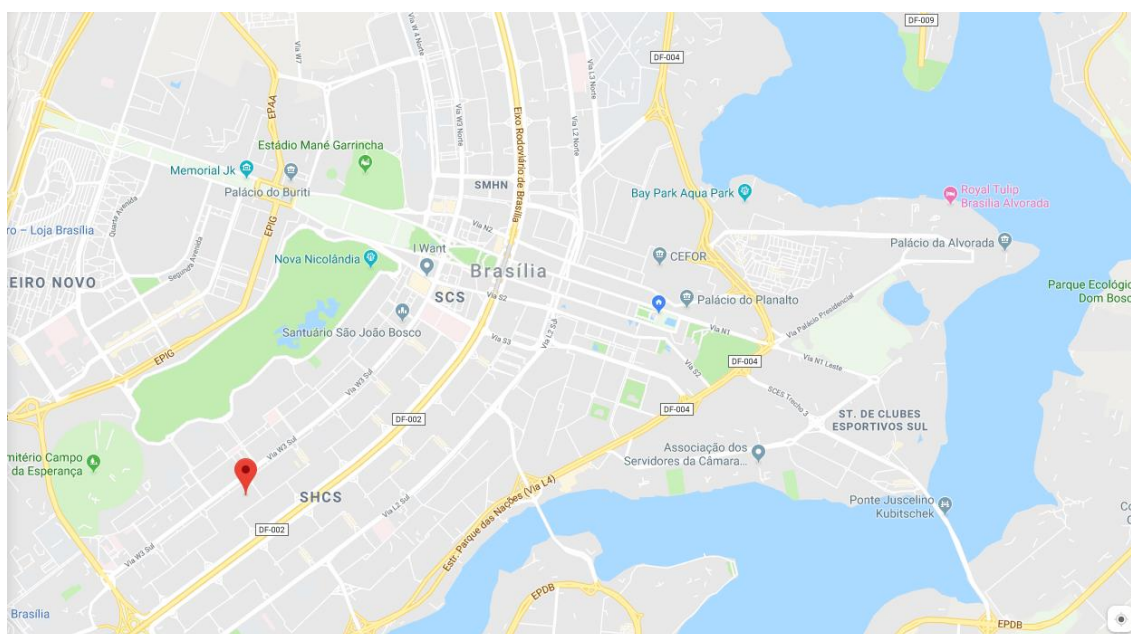 DF-009
Via W7
Via W 4 Norte
DF-004
Via L3 Norte
EPAA
Eixo Rodoviário de Brasília
Via W3 Norte
Via L2 Norte
Estádio Mané Garrincha
Memorial Jk
Palácio do Buriti
SMHN
Bay Park Aqua Park
Royal Tulip
Brasília Alvorada
Quarta Avenida
EPIG
Via N2
Palácio da Alvorada
ro – Loja Brasília
I Want
Segunda Avenida
Nova Nicolândia
Brasília
CEFOR
EIRO NOVO
SCS
Via S2
Palácio do Planalto
Parque Ecológic
Dom Bosc
Santuário São João Bosco
Via S3
Via L2 Sul
Via N1
Via Palácio Presidencial
EPIG
Via W3 Sul
Via S2
DF-004
Via N1 Leste
DF-002
DF-004
SCES Trecho 3
ST. DE CLUBES
ESPORTIVOS SUL
Via W3 Sul
mitério Campo
da Esperança
Associação dos
Servidores da Câmara...
SHCS
Estr. Parque das Nações (Via L4)
Ponte Juscelino
Kubitschek
Via L2 Sul
DF-002
Via W3 Sul
EPDB
Brasília
EPDB